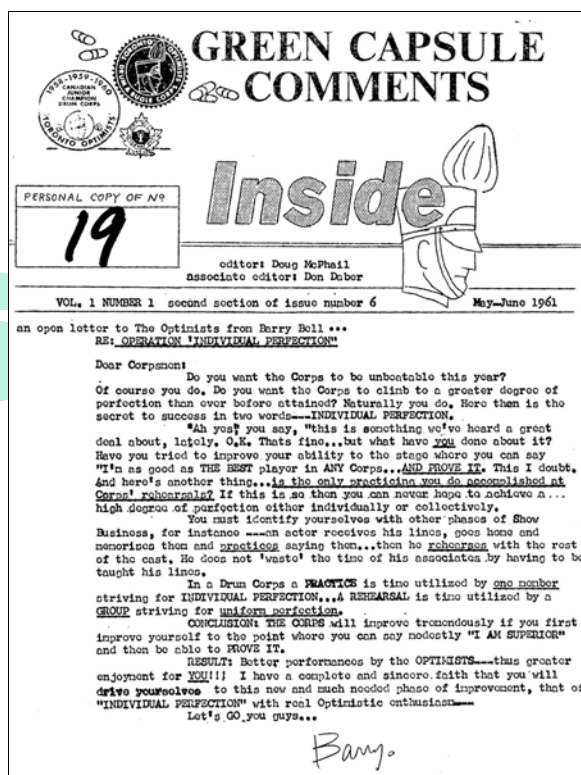 GREEN CAPSULE
COMMENTS
1958-1959-1960
CANADIAN
JUNIOR
CHAMPION
DRUM CORPS
TORONTO OPTIMISTS
Inside
PERSONAL COPY OF Nº
19
editor: Doug McPhail
associate editor: Don Daber
VOL. 1 NUMBER 1 second section of issue number 6 May-June 1961
an open letter to The Optimists from Barry Bell ...
RE: OPERATION 'INDIVIDUAL PERFECTION"
Dear Corpsmen:
Do you want the Corps to be unbeatable this year?
Of course you do. Do you want the Corps to climb to a greater degree of
perfection than ever before attained? Naturally you do. Here then is the
secret to success in two words---INDIVIDUAL PERFECTION.
"Ah yes" you say, "this is something we've heard a great
deal about, lately. O.K. Thats fine...but what have you done about it?
Have you tried to improve your ability to the stage where you can say
"I'm as good as THE BEST player in ANY Corps...AND PROVE IT. This I doubt.
And here's another thing...is the only practicing you do accomplished at
Corps' rehearsals? If this is so then you can never hope to achieve a...
high degree of perfection either individually or collectively.
You must identify yourselves with other phases of Show
Business, for instance ---an actor receives his lines, goes home and
memorises them and practices saying them...then he rehearses with the rest
of the cast. He does not 'waste' the time of his associates by having to be
taught his lines.
In a Drum Corps a PRACTICE is time utilized by one member
striving for INDIVIDUAL PERFECTION...A REHEARSAL is time utilized by a
GROUP striving for uniform perfection.
CONCLUSION: THE CORPS will improve tremendously if you first
improve yourself to the point where you can say modestly "I AM SUPERIOR"
and then be able to PROVE IT.
RESULT: Better performances by the OPTIMISTS---thus greater
enjoyment for YOU!!! I have a complete and sincere faith that you will
drive yourselves to this new and much needed phase of improvement, that of
"INDIVIDUAL PERFECTION" with real Optimistic enthusiasm---
Let's GO you guys...
Barry.